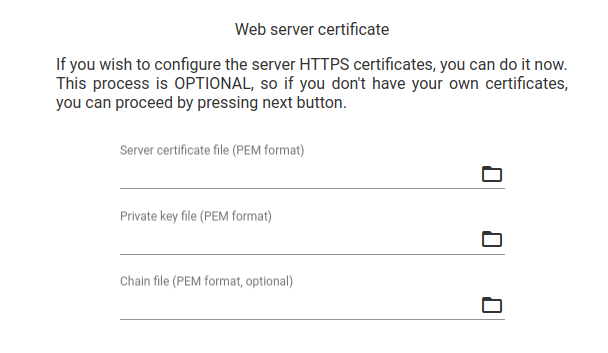 Web server certificate
If you wish to configure the server HTTPS certificates, you can do it now.
This process is OPTIONAL, so if you don't have your own certificates,
you can proceed by pressing next button.
Server certificate file (PEM format)
Private key file (PEM format)
Chain file (PEM format, optional)